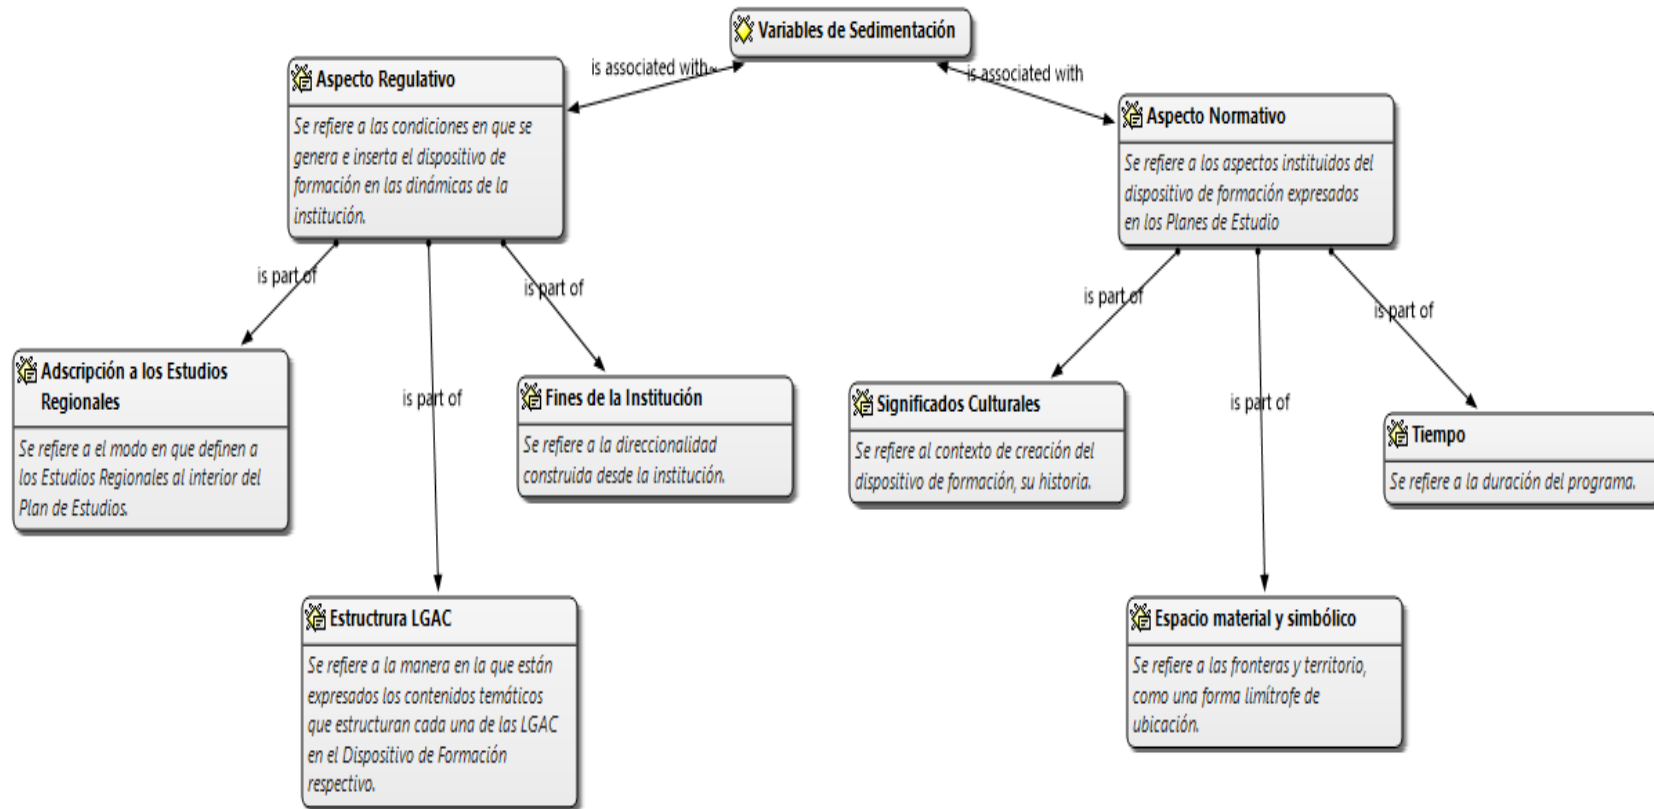 Variables de Sedimentación
is associated with~
is associated with
Aspecto Regulativo
Se refiere a las condiciones en que se
genera e inserta el dispositivo de
formación en las dinámicas de la
institución.
Aspecto Normativo
Se refiere a los aspectos instituidos del
dispositivo de formación expresados
en los Planes de Estudio
is part of
is part of
is part of
is part of
is part of
is part of
Adscripción a los Estudios
Regionales
Se refiere a el modo en que definen a
los Estudios Regionales al interior del
Plan de Estudios.
Fines de la Institución
Se refiere a la direccionalidad
construida desde la institución.
Significados Culturales
Se refiere al contexto de creación del
dispositivo de formación, su historia.
Tiempo
Se refiere a la duración del programa.
Estructrura LGAC
Se refiere a la manera en la que están
expresados los contenidos temáticos
que estructuran cada una de las LGAC
en el Dispositivo de Formación
respectivo.
Espacio material y simbólico
Se refiere a las fronteras y territorio,
como una forma limítrofe de
ubicación.